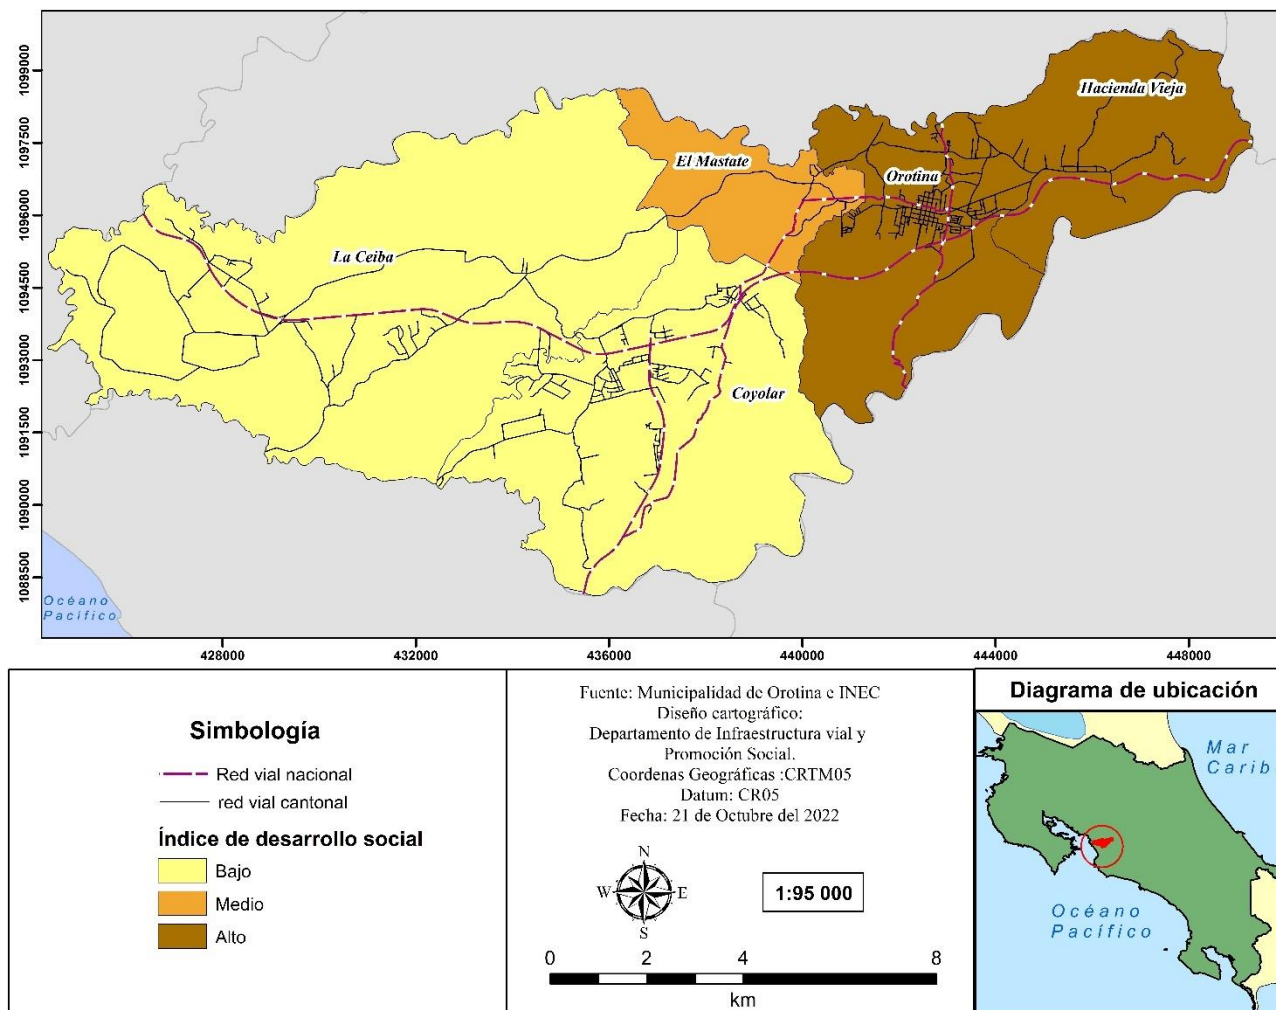 1099000
1097500
1096000
1094500
1093000
1091500
1090000
1088500
Hacienda Vieja
El Mastate
Orotina
La Ceiba
Coyolar
Océano
Pacífico
428000
432000
436000
440000
444000
448000
Simbología
Red vial nacional
red vial cantonal
Índice de desarrollo social
Bajo
Medio
Alto
Fuente: Municipalidad de Orotina e INEC
Diseño cartográfico:
Departamento de Infraestructura vial y
Promoción Social.
Coordenas Geográficas :CRTM05
Datum: CR05
Fecha: 21 de Octubre del 2022
N
W
E
S
1:95 000
0 2 4 8
km
Diagrama de ubicación
Mar
Carib
Océano
Pacífico